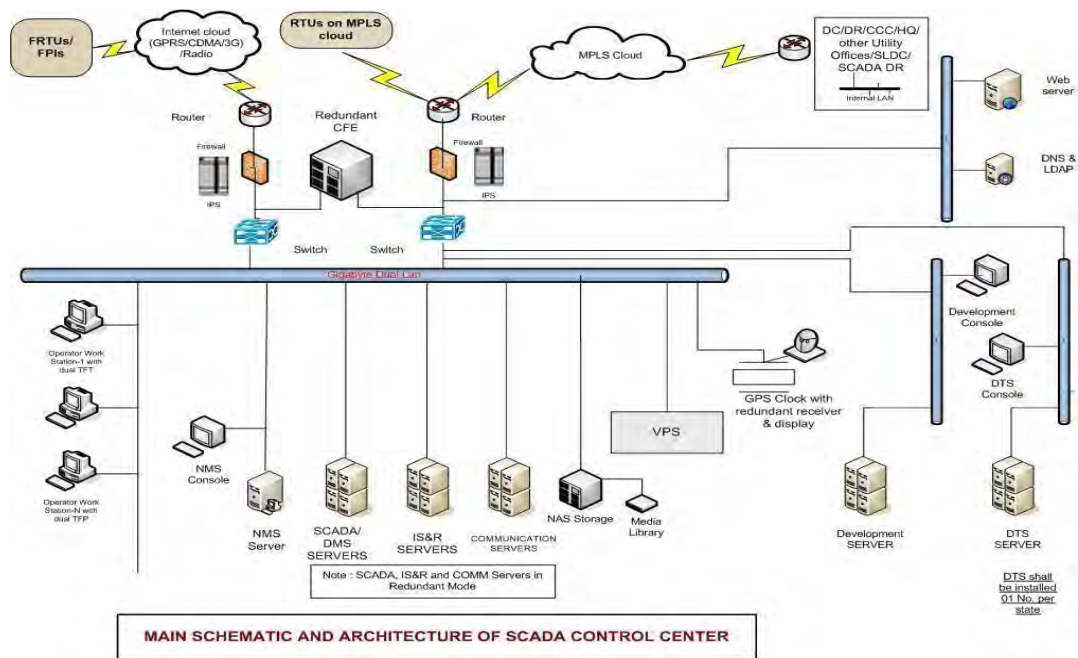 FRTUs/
FPIs
Internet cloud
(GPRS/CDMA/3G)
/Radio
RTUs on MPLS
cloud
MPLS Cloud
DC/DR/CCC/HQ/
other Utility
Offices/SLDC/
SCADA DR
Internal LAN
Web
server
Router
Redundant
CFE
Router
Firewall
Firewall
IPS
IPS
DNS &
LDAP
Switch
Switch
Gigabyte Dual Lan
Operator Work
Station-1 with
dual TFT
Development
Console
DTS
Console
GPS Clock with
redundant receiver
& display
VPS
NMS
Console
Operator Work
Station-N with
dual TFP
NMS
Server
SCADA/
DMS
SERVERS
IS&R
SERVERS
COMMUNICATION
SERVERS
NAS Storage
Media
Library
Development
SERVER
DTS
SERVER
Note : SCADA, IS&R and COMM Servers in
Redundant Mode
DTS shall
be installed
01 No. per
state
MAIN SCHEMATIC AND ARCHITECTURE OF SCADA CONTROL CENTER